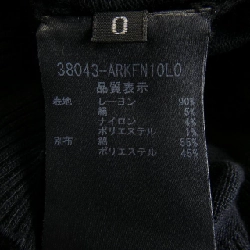 0
38043-ARKFN10L0
品質表示
表地 レーヨン 90%
綿 5%
ナイロン 4%
ポリエステル 1%
別布 綿 55%
ポリエステル 45%